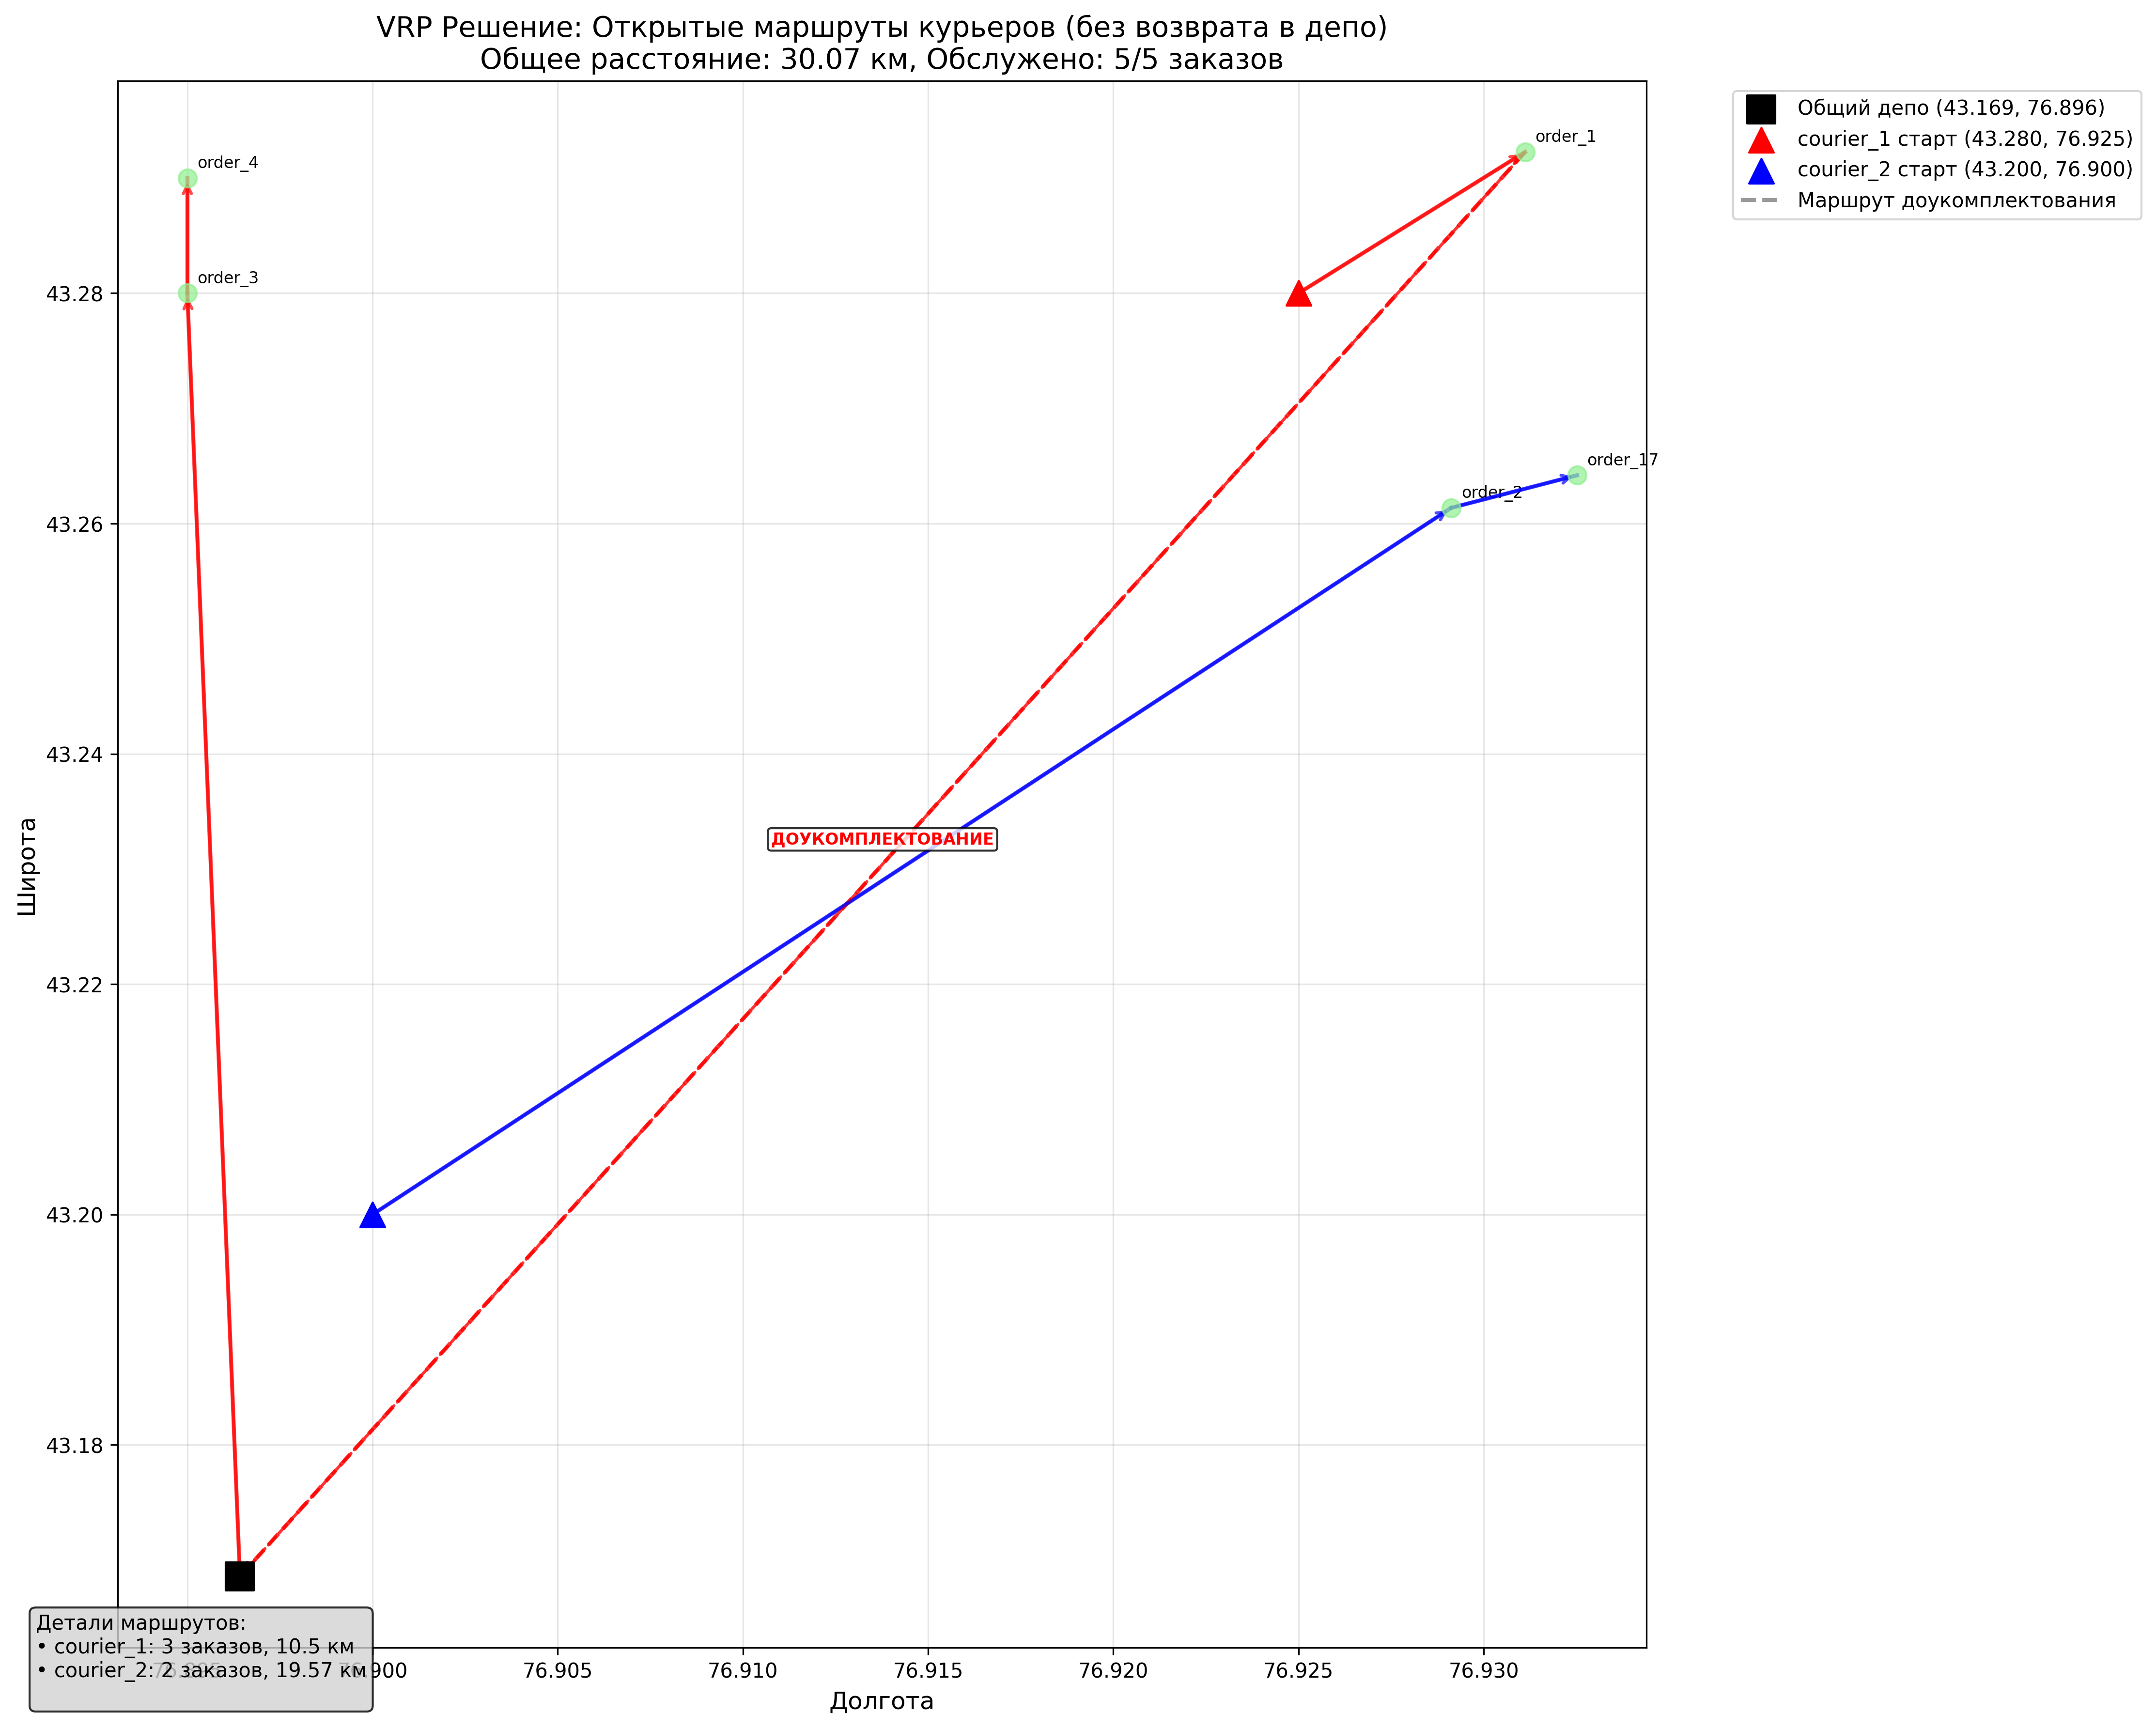 VRP Решение: Открытые маршруты курьеров (без возврата в депо)
Общее расстояние: 30.07 км, Обслужено: 5/5 заказов
Общий депо (43.169, 76.896)
courier_1 старт (43.280, 76.925)
courier_2 старт (43.200, 76.900)
Маршрут доукомплектования
order_1
order_4
order_3
order_17
order_2
ДОУКОМПЛЕКТОВАНИЕ
43.28
43.26
43.24
43.22
43.20
43.18
Широта
Детали маршрутов:
• courier_1: 3 заказов, 10.5 км
• courier_2: 2 заказов, 19.57 км
76.895
76.900
76.905
76.910
76.915
76.920
76.925
76.930
Долгота